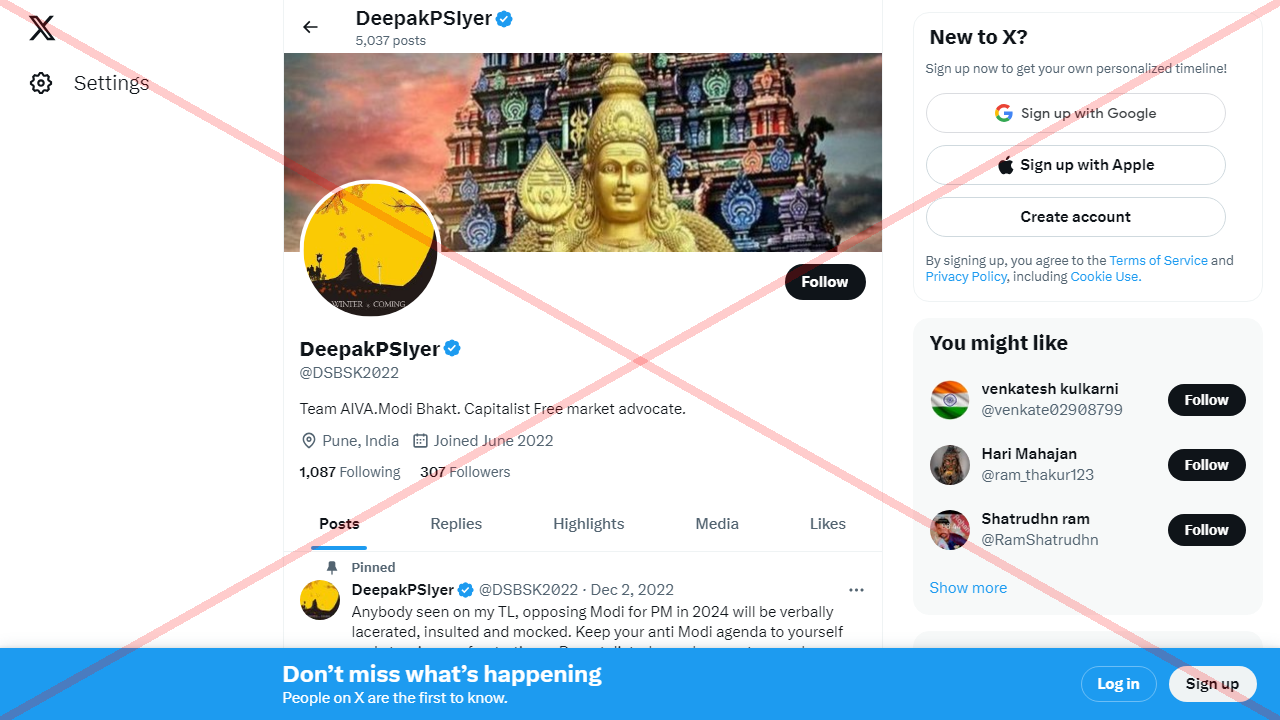 Settings
DeepakPSIyer
5,037 posts
WINTER is COMING
Follow
DeepakPSIyer
@DSBSK2022
Team AIVA.Modi Bhakt. Capitalist Free market advocate.
Pune, India Joined June 2022
1,087 Following 307 Followers
Posts Replies Highlights Media Likes
Pinned
DeepakPSIyer @DSBSK2022 · Dec 2, 2022
Anybody seen on my TL, opposing Modi for PM in 2024 will be verbally
lacerated, insulted and mocked. Keep your anti Modi agenda to yourself
New to X?
Sign up now to get your own personalized timeline!
Sign up with Google
Sign up with Apple
Create account
By signing up, you agree to the Terms of Service and
Privacy Policy, including Cookie Use.
You might like
venkatesh kulkarni
@venkate02908799
Follow
Hari Mahajan
@ram_thakur123
Follow
Shatrudhn ram
@RamShatrudhn
Follow
Show more
Don’t miss what’s happening
People on X are the first to know.
Log in
Sign up